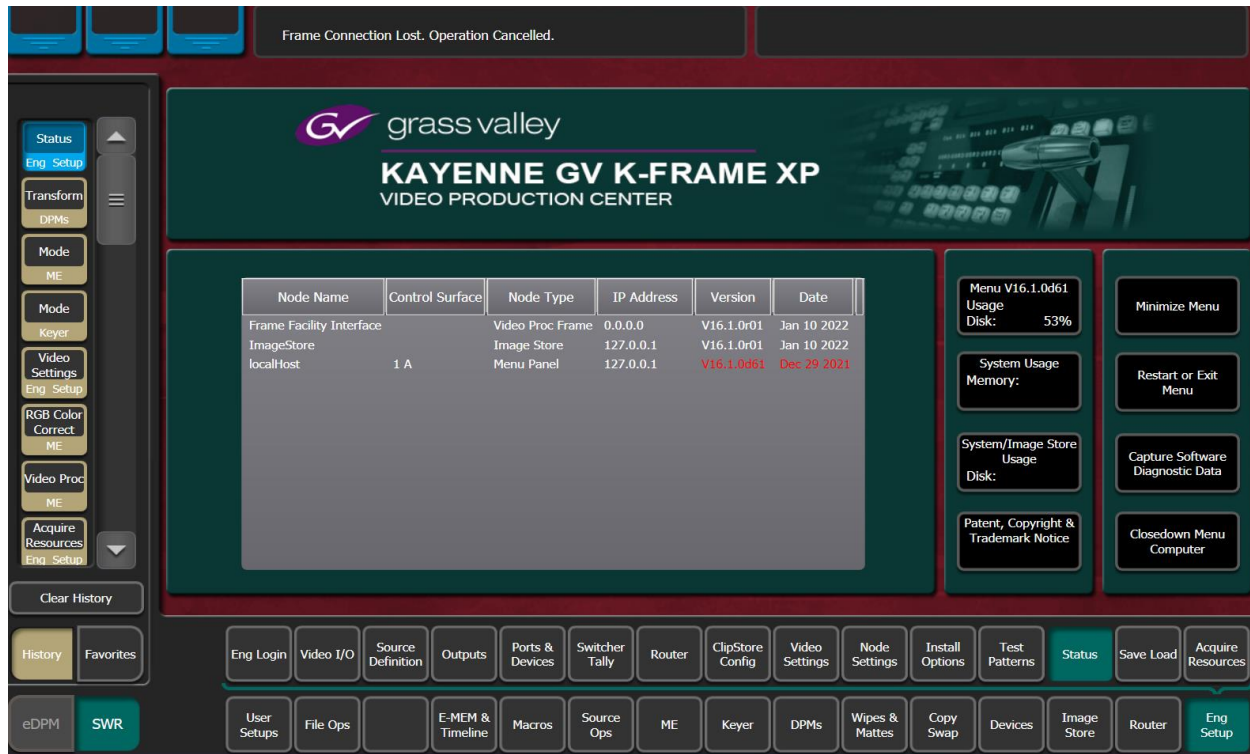 Frame Connection Lost. Operation Cancelled.
GV grass valley
KAYENNE GV K-FRAME XP
VIDEO PRODUCTION CENTER
Status
Eng Setup
Transform
DPMs
Mode
ME
Mode
Keyer
Video
Settings
Eng Setup
RGB Color
Correct
ME
Video Proc
ME
Acquire
Resources
Eng Setup
Clear History
History Favorites
eDPM SWR
Node Name Control Surface Node Type IP Address Version Date
Frame Facility Interface Video Proc Frame 0.0.0.0 V16.1.0r01 Jan 10 2022
ImageStore Image Store 127.0.0.1 V16.1.0r01 Jan 10 2022
localHost 1 A Menu Panel 127.0.0.1 V16.1.0d61 Dec 29 2021
Menu V16.1.0d61
Usage
Disk: 53%
System Usage
Memory:
System/Image Store
Usage
Disk:
Patent, Copyright &
Trademark Notice
Minimize Menu
Restart or Exit
Menu
Capture Software
Diagnostic Data
Closedown Menu
Computer
Eng Login
Video I/O
Source
Definition
Outputs
Ports &
Devices
Switcher
Tally
Router
ClipStore
Config
Video
Settings
Node
Settings
Install
Options
Test
Patterns
Status
Save Load
Acquire
Resources
User
Setups
File Ops
E-MEM &
Timeline
Macros
Source
Ops
ME
Keyer
DPMs
Wipes &
Mattes
Copy
Swap
Devices
Image
Store
Router
Eng
Setup